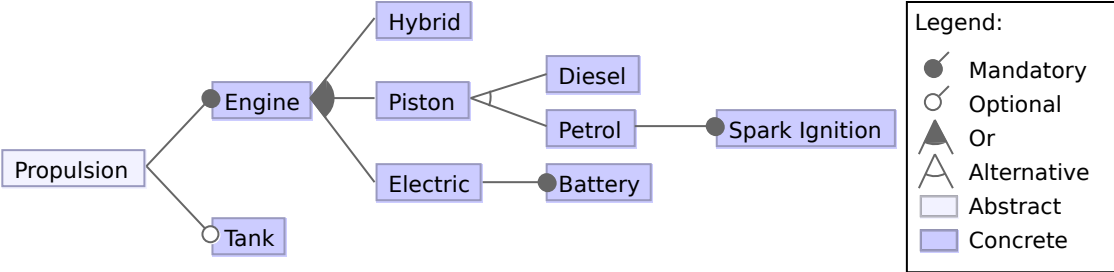 Hybrid
Legend:
Diesel
Mandatory
Engine
Piston
Optional
Petrol
Spark Ignition
Or
Propulsion
Alternative
Electric
Battery
Abstract
Tank
Concrete